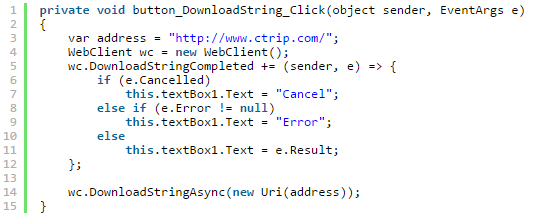 1 private void button_DownloadString_Click(object sender, EventArgs e)
2 {
3     var address = "http://www.ctrip.com/";
4     WebClient wc = new WebClient();
5     wc.DownloadStringCompleted += (sender, e) => {
6         if (e.Cancelled)
7             this.textBox1.Text = "Cancel";
8         else if (e.Error != null)
9             this.textBox1.Text = "Error";
10         else
11             this.textBox1.Text = e.Result;
12     };
13
14     wc.DownloadStringAsync(new Uri(address));
15 }